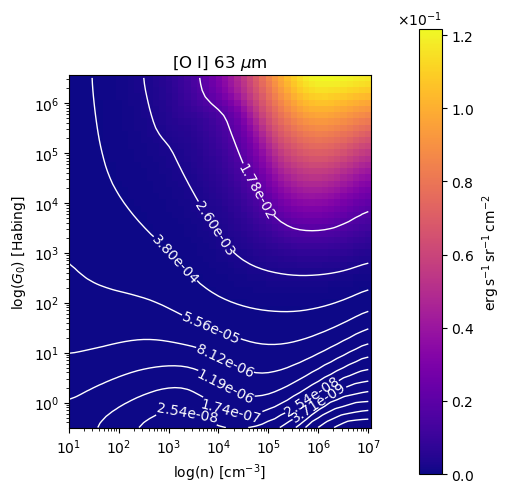 ×10⁻¹
[O I] 63 μm
1.2
1.0
0.8
0.6
0.4
0.2
0.0
erg s⁻¹ sr⁻¹ cm⁻²
log(G₀) [Habing]
10⁶
10⁵
10⁴
10³
10²
10¹
10⁰
1.78e-02
2.60e-03
3.80e-04
5.56e-05
8.12e-06
1.19e-06
1.74e-07
2.54e-08
2.54e-08
3.71e-09
10¹
10²
10³
10⁴
10⁵
10⁶
10⁷
log(n) [cm⁻³]